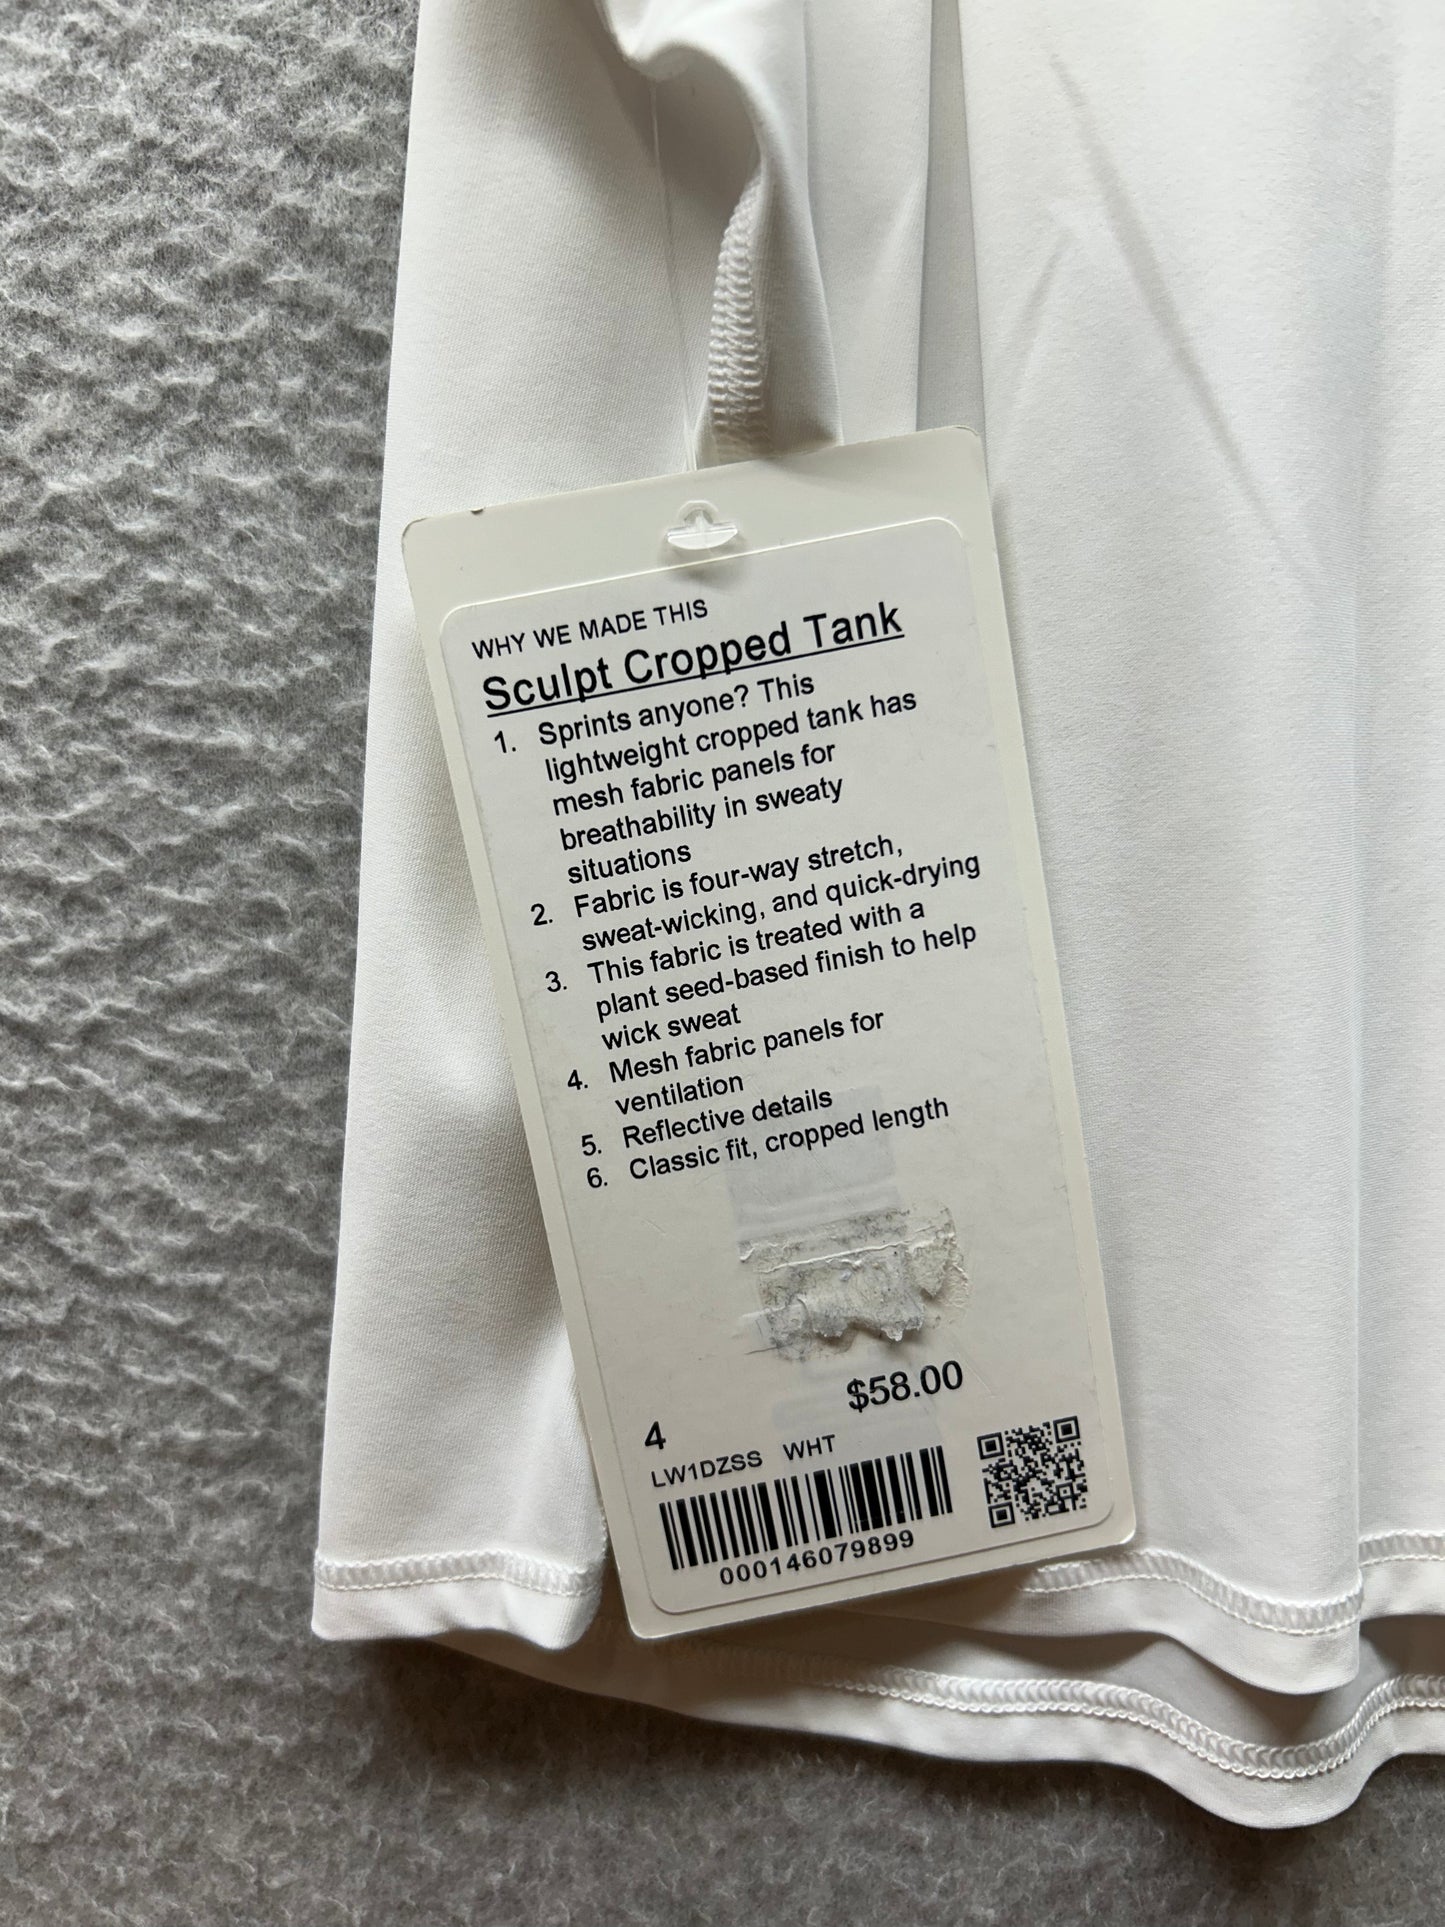 WHY WE MADE THIS
Sculpt Cropped Tank
1. Sprints anyone? This
lightweight cropped tank has
mesh fabric panels for
breathability in sweaty
situations
2. Fabric is four-way stretch,
sweat-wicking, and quick-drying
3. This fabric is treated with a
plant seed-based finish to help
wick sweat
4. Mesh fabric panels for
ventilation
5. Reflective details
6. Classic fit, cropped length
$58.00
4
LW1DZSS WHT
000146079899